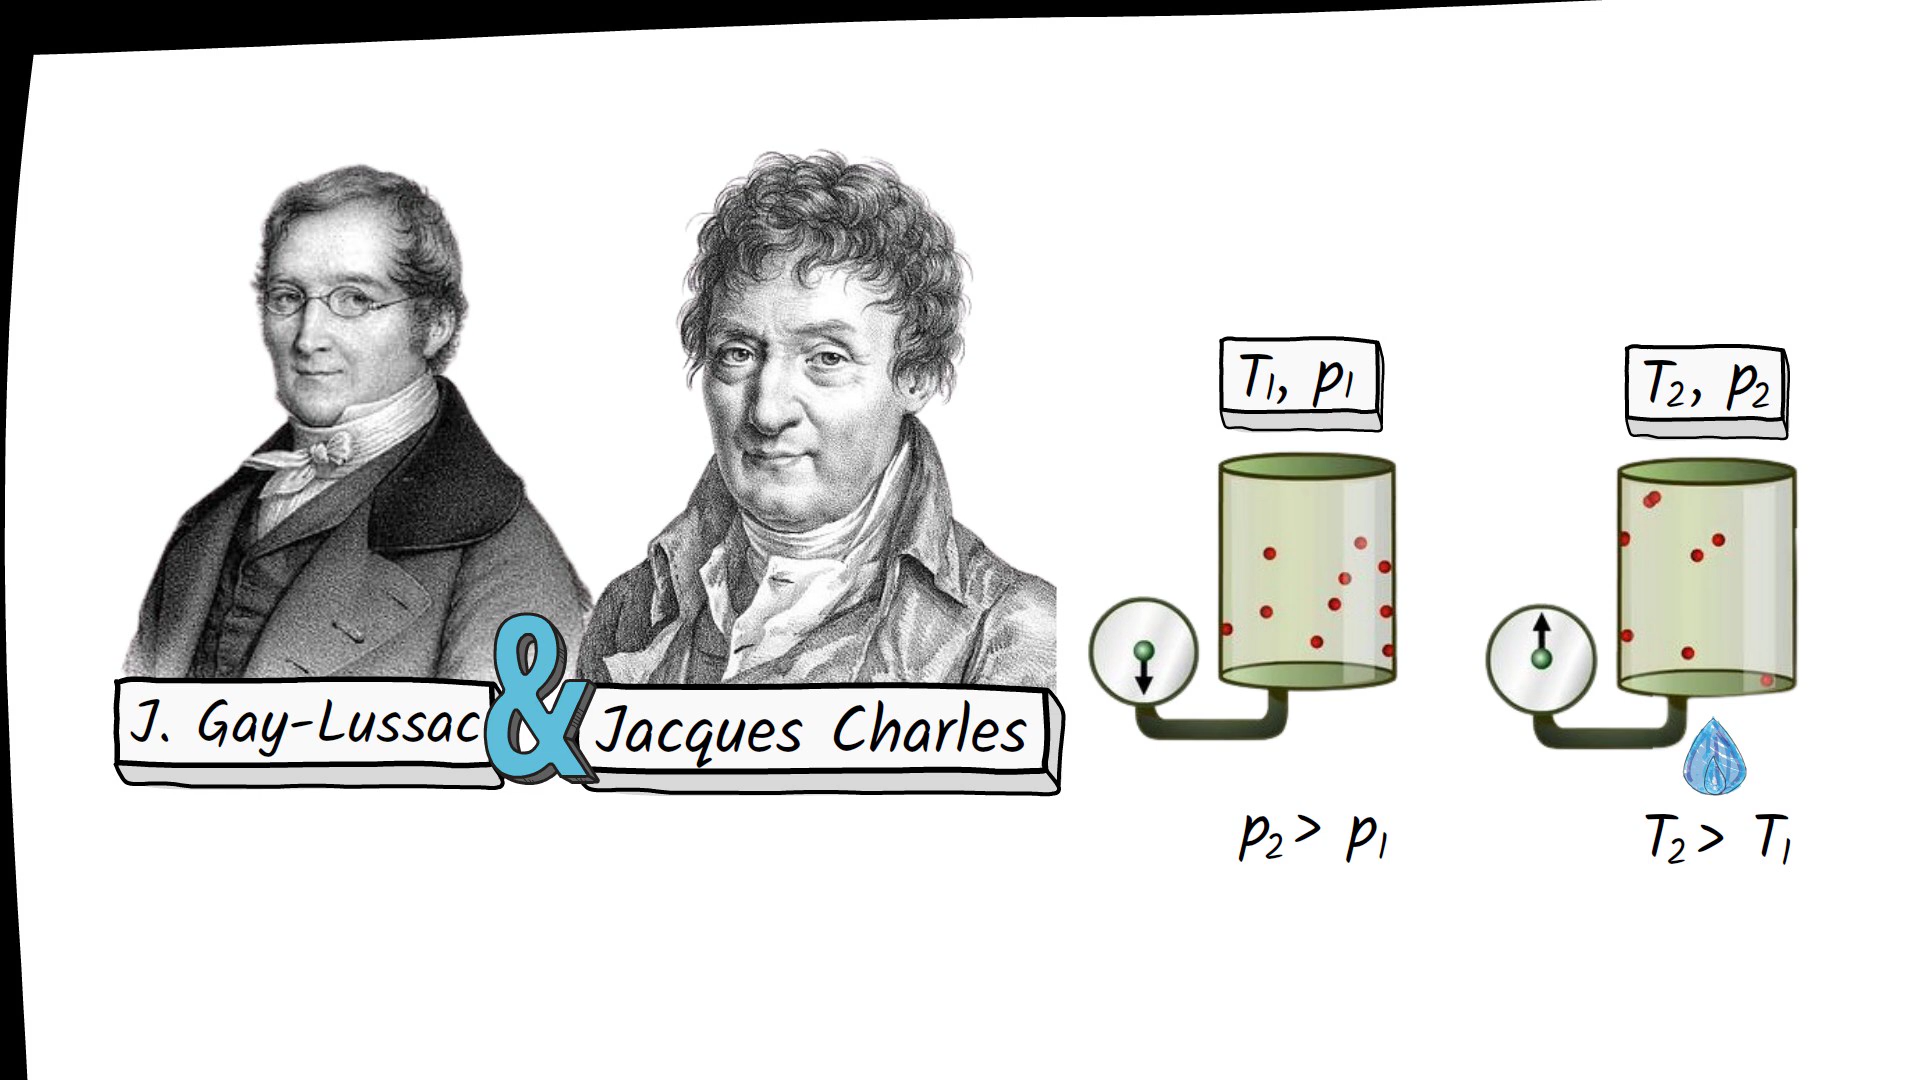 J. Gay-Lussac
&
Jacques Charles
T₁, p₁
T₂, p₂
p₂ > p₁
T₂ > T₁